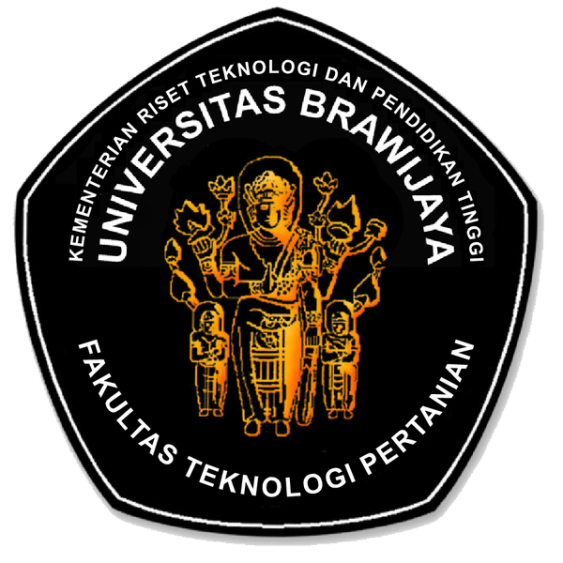 KEMENTERIAN RISET TEKNOLOGI DAN PENDIDIKAN TINGGI
UNIVERSITAS BRAWIJAYA
FAKULTAS TEKNOLOGI PERTANIAN